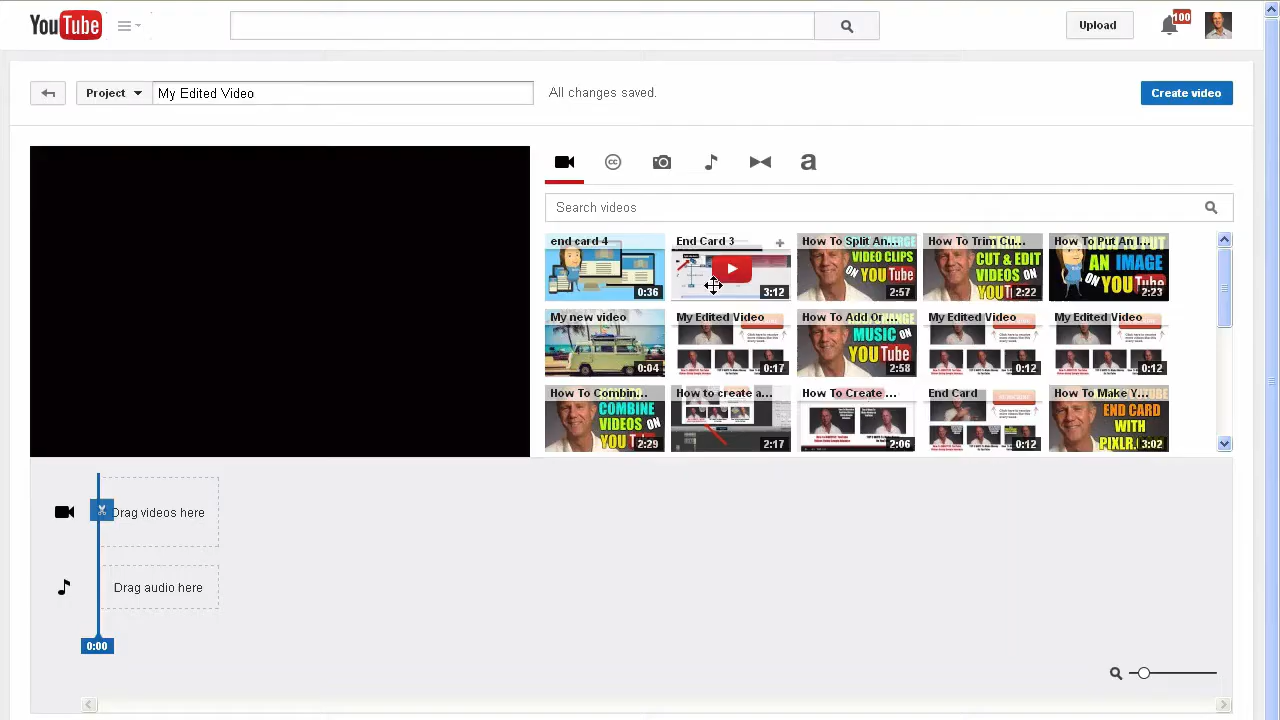 YouTube
Upload
100
Project
My Edited Video
All changes saved.
Create video
cc
a
Search videos
end card 4
0:36
End Card 3
3:12
How To Split An...
VIDEO CLIPS
ON YOUTube
2:57
How To Trim Cu...
CUT & EDIT
VIDEOS
ON YOUT
2:22
How To Put An I...
AN IMAGE
ON YOUTube
2:23
My new video
0:04
My Edited Video
0:17
How To Add Or ...
MUSIC ON
YOUTube
2:58
My Edited Video
0:12
My Edited Video
0:12
How To Combin...
COMBINE
VIDEOS ON
YOUTube
2:29
How to create a...
2:17
How To Create ...
2:06
End Card
0:12
How To Make Y...
END CARD
WITH
PIXLR.
3:02
Drag videos here
Drag audio here
0:00